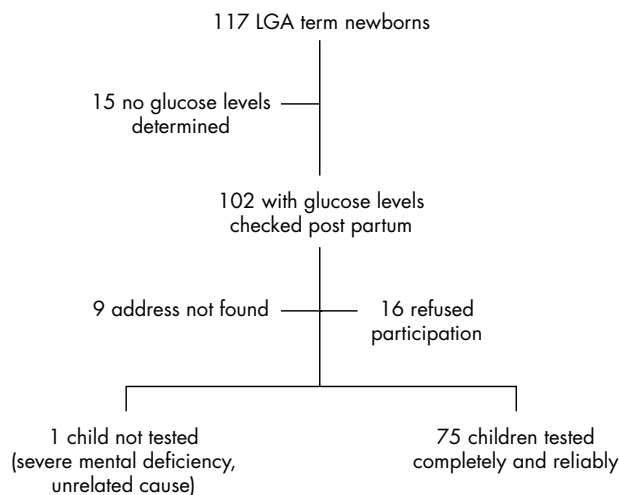 117 LGA term newborns
15 no glucose levels
determined
102 with glucose levels
checked post partum
9 address not found
16 refused
participation
1 child not tested
(severe mental deficiency,
unrelated cause)
75 children tested
completely and reliably